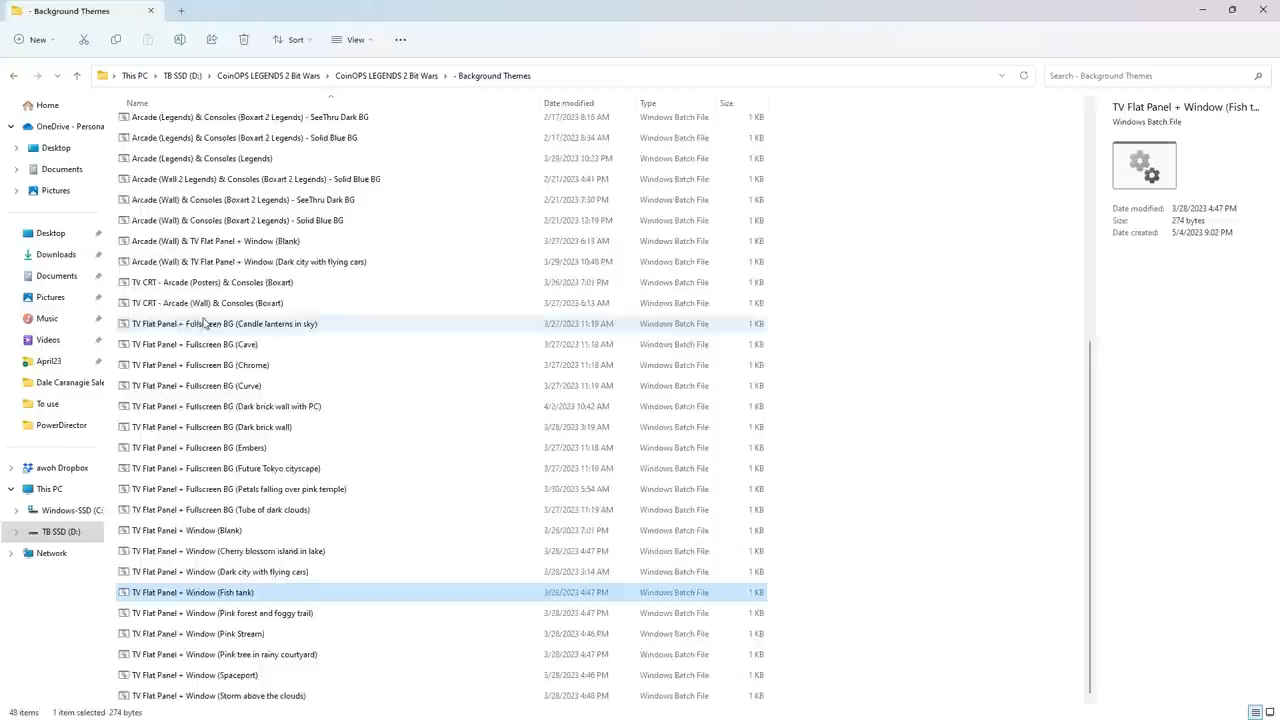 - Background Themes
New
Sort
View
This PC
TB SSD (D:)
CoinOPS LEGENDS 2 Bit Wars
CoinOPS LEGENDS 2 Bit Wars
- Background Themes
Search - Background Themes
Home
OneDrive - Persona
Desktop
Documents
Pictures
Desktop
Downloads
Documents
Pictures
Music
Videos
April23
Dale Caranagie Sale
To use
PowerDirector
awoh Dropbox
This PC
Windows-SSD (C:
TB SSD (D:)
Network
Name Date modified Type Size
Arcade (Legends) & Consoles (Boxart 2 Legends) - SeeThru Dark BG 2/17/2023 8:16 AM Windows Batch File 1 KB
Arcade (Legends) & Consoles (Boxart 2 Legends) - Solid Blue BG 2/17/2023 8:34 AM Windows Batch File 1 KB
Arcade (Legends) & Consoles (Legends) 3/29/2023 10:23 PM Windows Batch File 1 KB
Arcade (Wall 2 Legends) & Consoles (Boxart 2 Legends) - Solid Blue BG 2/21/2023 4:41 PM Windows Batch File 1 KB
Arcade (Wall) & Consoles (Boxart 2 Legends) - SeeThru Dark BG 2/21/2023 7:30 PM Windows Batch File 1 KB
Arcade (Wall) & Consoles (Boxart 2 Legends) - Solid Blue BG 2/21/2023 12:19 PM Windows Batch File 1 KB
Arcade (Wall) & TV Flat Panel + Window (Blank) 3/27/2023 6:13 AM Windows Batch File 1 KB
Arcade (Wall) & TV Flat Panel + Window (Dark city with flying cars) 3/29/2023 10:48 PM Windows Batch File 1 KB
TV CRT - Arcade (Posters) & Consoles (Boxart) 3/26/2023 7:01 PM Windows Batch File 1 KB
TV CRT - Arcade (Wall) & Consoles (Boxart) 3/27/2023 6:13 AM Windows Batch File 1 KB
TV Flat Panel + Fullscreen BG (Candle lanterns in sky) 3/27/2023 11:19 AM Windows Batch File 1 KB
TV Flat Panel + Fullscreen BG (Cave) 3/27/2023 11:18 AM Windows Batch File 1 KB
TV Flat Panel + Fullscreen BG (Chrome) 3/27/2023 11:18 AM Windows Batch File 1 KB
TV Flat Panel + Fullscreen BG (Curve) 3/27/2023 11:19 AM Windows Batch File 1 KB
TV Flat Panel + Fullscreen BG (Dark brick wall with PC) 4/2/2023 10:42 AM Windows Batch File 1 KB
TV Flat Panel + Fullscreen BG (Dark brick wall) 3/28/2023 3:19 AM Windows Batch File 1 KB
TV Flat Panel + Fullscreen BG (Embers) 3/27/2023 11:18 AM Windows Batch File 1 KB
TV Flat Panel + Fullscreen BG (Future Tokyo cityscape) 3/27/2023 11:19 AM Windows Batch File 1 KB
TV Flat Panel + Fullscreen BG (Petals falling over pink temple) 3/30/2023 5:54 AM Windows Batch File 1 KB
TV Flat Panel + Fullscreen BG (Tube of dark clouds) 3/27/2023 11:19 AM Windows Batch File 1 KB
TV Flat Panel + Window (Blank) 3/26/2023 7:01 PM Windows Batch File 1 KB
TV Flat Panel + Window (Cherry blossom island in lake) 3/28/2023 4:47 PM Windows Batch File 1 KB
TV Flat Panel + Window (Dark city with flying cars) 3/28/2023 3:14 AM Windows Batch File 1 KB
TV Flat Panel + Window (Fish tank) 3/28/2023 4:47 PM Windows Batch File 1 KB
TV Flat Panel + Window (Pink forest and foggy trail) 3/28/2023 4:47 PM Windows Batch File 1 KB
TV Flat Panel + Window (Pink Stream) 3/28/2023 4:46 PM Windows Batch File 1 KB
TV Flat Panel + Window (Pink tree in rainy courtyard) 3/28/2023 4:47 PM Windows Batch File 1 KB
TV Flat Panel + Window (Spaceport) 3/28/2023 4:46 PM Windows Batch File 1 KB
TV Flat Panel + Window (Storm above the clouds) 3/28/2023 4:48 PM Windows Batch File 1 KB
TV Flat Panel + Window (Fish t...
Windows Batch File
Date modified: 3/28/2023 4:47 PM
Size: 274 bytes
Date created: 5/4/2023 9:02 PM
48 items 1 item selected 274 bytes